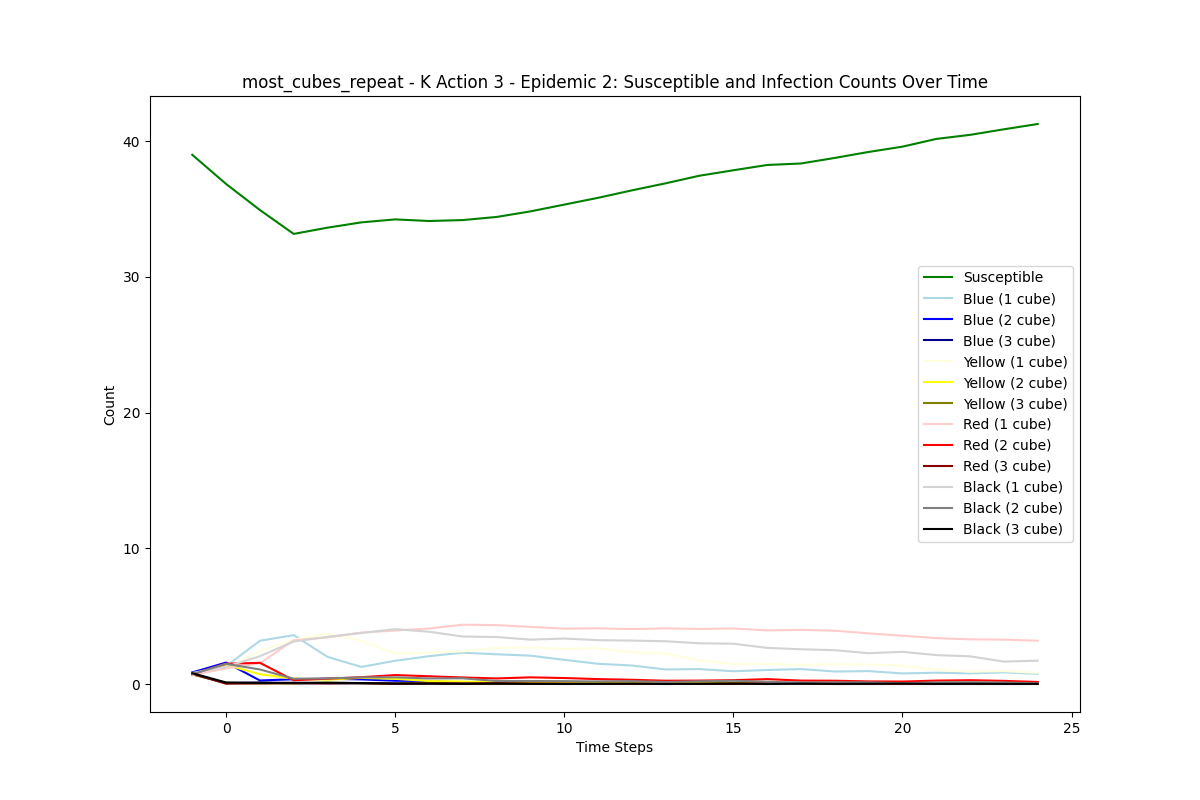 most_cubes_repeat - K Action 3 - Epidemic 2: Susceptible and Infection Counts Over Time
40
30
20
10
0
Count
0
5
10
15
20
25
Time Steps
Susceptible
Blue (1 cube)
Blue (2 cube)
Blue (3 cube)
Yellow (1 cube)
Yellow (2 cube)
Yellow (3 cube)
Red (1 cube)
Red (2 cube)
Red (3 cube)
Black (1 cube)
Black (2 cube)
Black (3 cube)